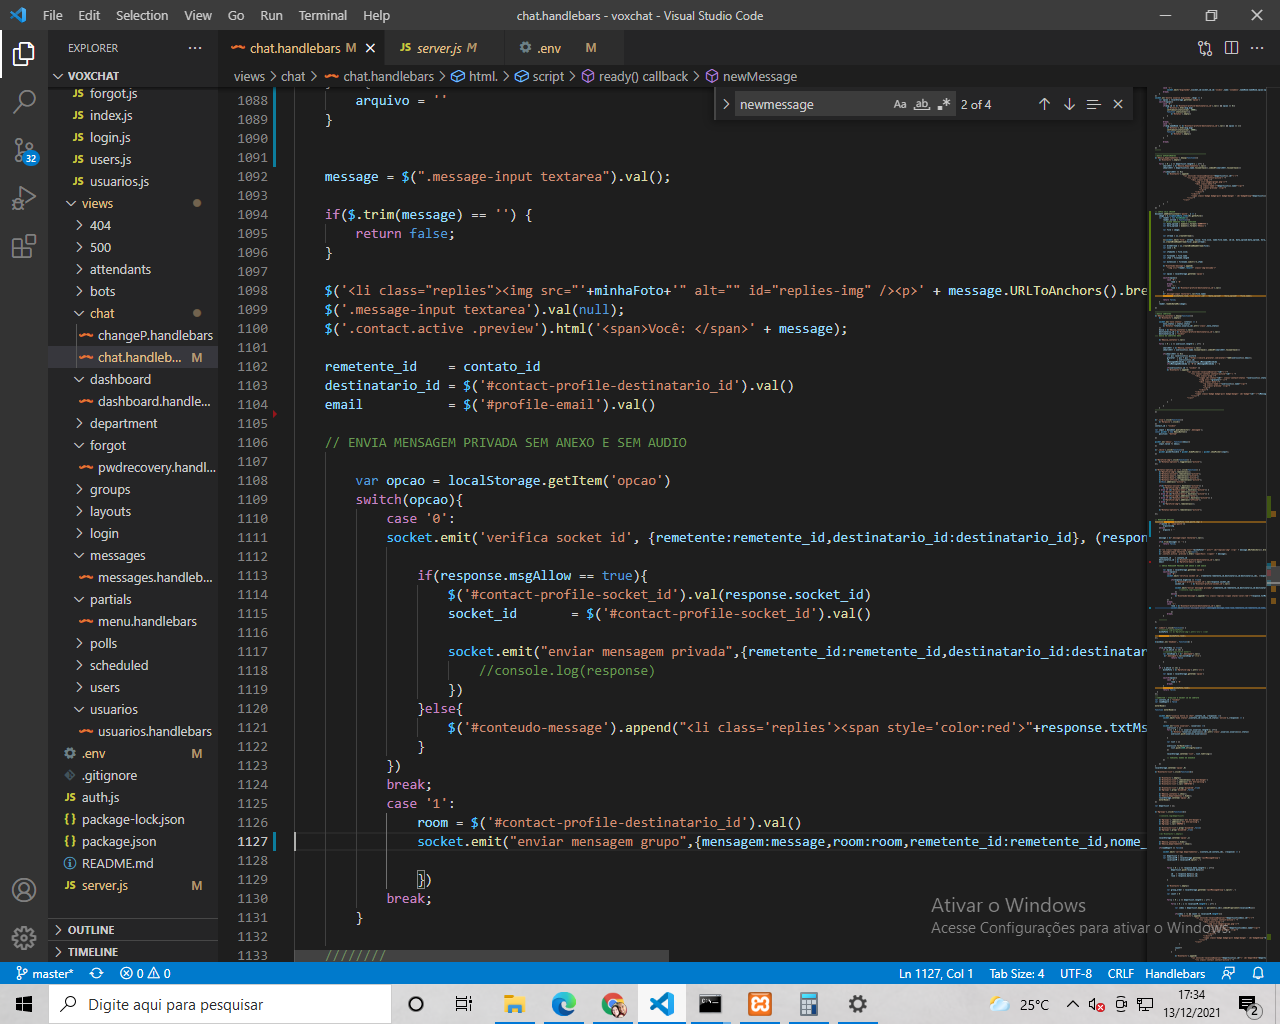 File Edit Selection View Go Run Terminal Help
chat.handlebars - voxchat - Visual Studio Code
EXPLORER
VOXCHAT
forgot.js
index.js
login.js
users.js
usuarios.js
views
404
500
attendants
bots
chat
changeP.handlebars
chat.handleb... M
dashboard
dashboard.handle...
department
forgot
pwdrecovery.handl...
groups
layouts
login
messages
messages.handleb...
partials
menu.handlebars
polls
scheduled
users
usuarios
usuarios.handlebars
.env M
.gitignore
auth.js
package-lock.json
package.json
README.md
server.js M
OUTLINE
TIMELINE
32
chat.handlebars M
server.js M
.env M
views > chat > chat.handlebars > html. > script > ready() callback > newMessage
newmessage Aa ab 2 of 4
1088 arquivo = ''
1089 }
1090
1091
1092 message = $(".message-input textarea").val();
1093
1094 if($.trim(message) == '') {
1095 return false;
1096 }
1097
1098 $('<li class="replies"><img src="'+minhaFoto+'" alt="" id="replies-img" /><p>' + message.URLToAnchors().bre
1099 $('.message-input textarea').val(null);
1100 $('.contact.active .preview').html('<span>Você: </span>' + message);
1101
1102 remetente_id = contato_id
1103 destinatario_id = $('#contact-profile-destinatario_id').val()
1104 email = $('#profile-email').val()
1105
1106 // ENVIA MENSAGEM PRIVADA SEM ANEXO E SEM AUDIO
1107
1108 var opcao = localStorage.getItem('opcao')
1109 switch(opcao){
1110 case '0':
1111 socket.emit('verifica socket id', {remetente:remetente_id,destinatario_id:destinatario_id}, (respon
1112
1113 if(response.msgAllow == true){
1114 $('#contact-profile-socket_id').val(response.socket_id)
1115 socket_id = $('#contact-profile-socket_id').val()
1116
1117 socket.emit("enviar mensagem privada",{remetente_id:remetente_id,destinatario_id:destinatar
1118 //console.log(response)
1119 })
1120 }else{
1121 $('#conteudo-message').append("<li class='replies'><span style='color:red'>"+response.txtMs
1122 }
1123 })
1124 break;
1125 case '1':
1126 room = $('#contact-profile-destinatario_id').val()
1127 socket.emit("enviar mensagem grupo",{mensagem:message,room:room,remetente_id:remetente_id,nome_
1128
1129 })
1130 break;
1131 }
1132
1133 ////////
Ativar o Windows
Acesse Configurações para ativar o Windows.
master* 0 0 Ln 1127, Col 1 Tab Size: 4 UTF-8 CRLF Handlebars
Digite aqui para pesquisar
25°C
17:34
13/12/2021
2